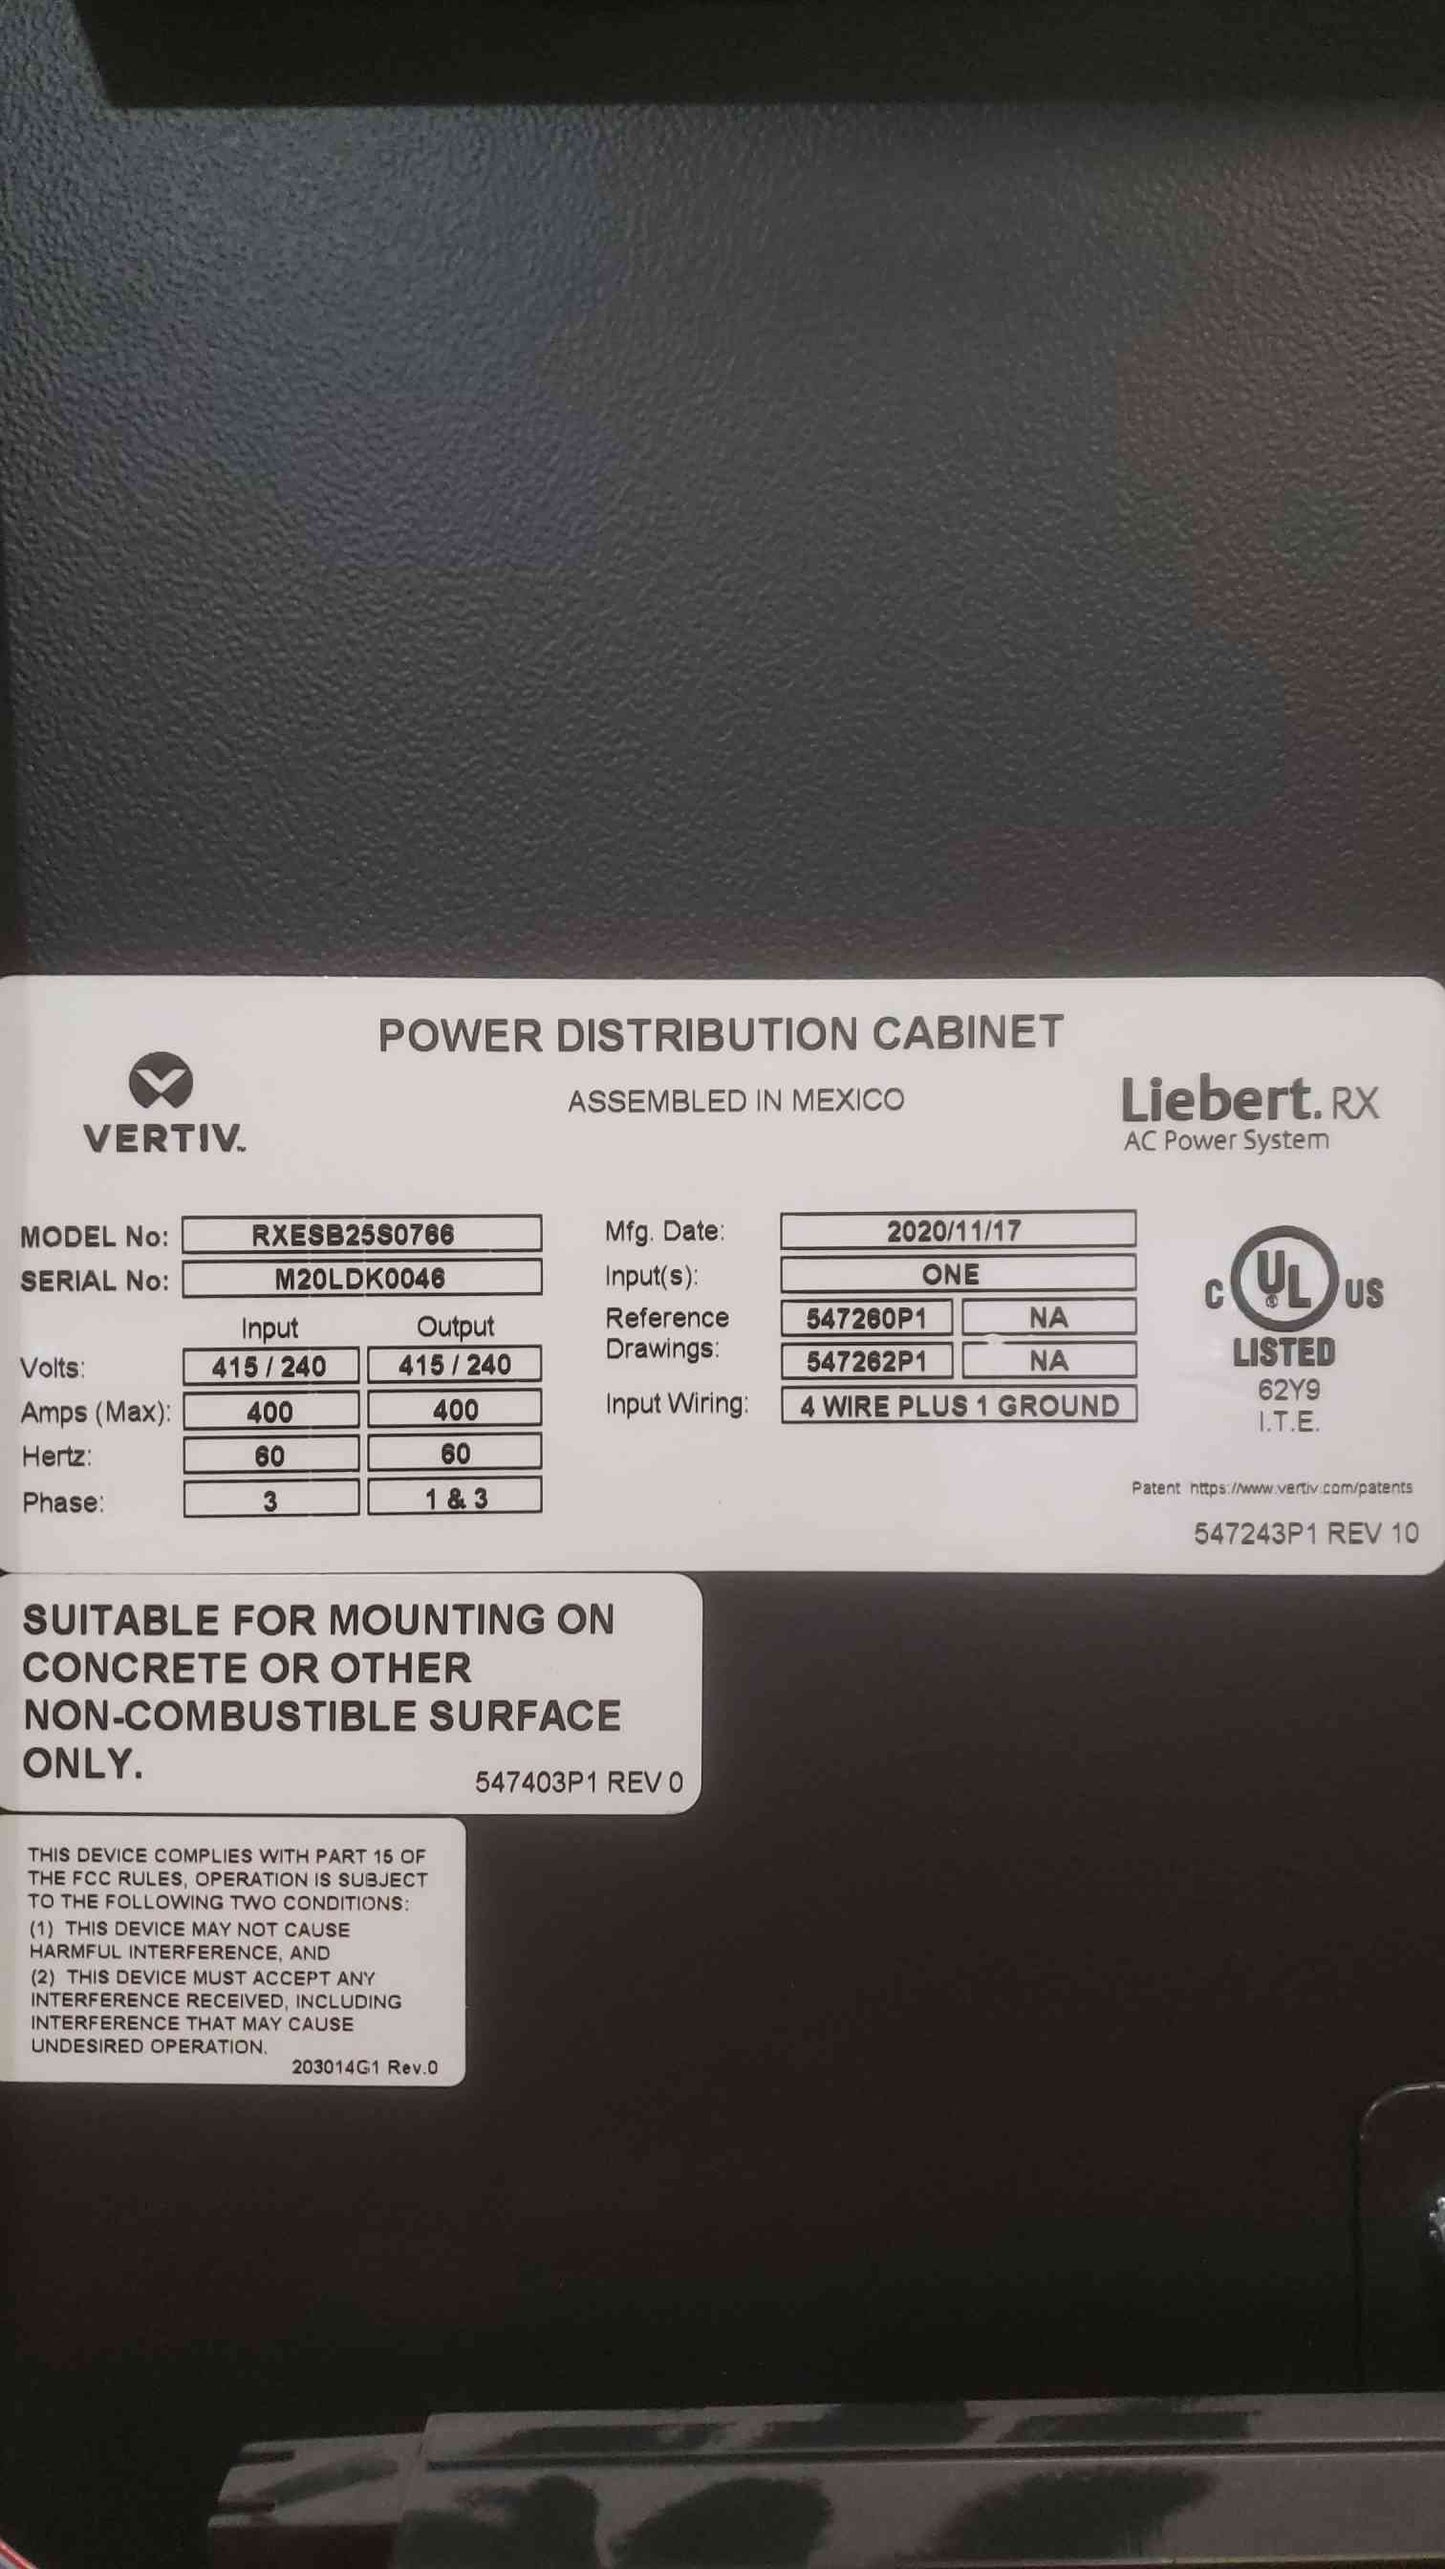 POWER DISTRIBUTION CABINET
ASSEMBLED IN MEXICO
VERTIV™
Liebert. RX
AC Power System
MODEL No: RXESB25S0766
SERIAL No: M20LDK0046
Input Output
Volts: 415 / 240 415 / 240
Amps (Max): 400 400
Hertz: 60 60
Phase: 3 1 & 3
Mfg. Date: 2020/11/17
Input(s): ONE
Reference Drawings: 547260P1 NA
547262P1 NA
Input Wiring: 4 WIRE PLUS 1 GROUND
C UL® US
LISTED
62Y9
I.T.E.
Patent https://www.vertiv.com/patents
547243P1 REV 10
SUITABLE FOR MOUNTING ON
CONCRETE OR OTHER
NON-COMBUSTIBLE SURFACE
ONLY.
547403P1 REV 0
THIS DEVICE COMPLIES WITH PART 15 OF
THE FCC RULES, OPERATION IS SUBJECT
TO THE FOLLOWING TWO CONDITIONS:
(1) THIS DEVICE MAY NOT CAUSE
HARMFUL INTERFERENCE, AND
(2) THIS DEVICE MUST ACCEPT ANY
INTERFERENCE RECEIVED, INCLUDING
INTERFERENCE THAT MAY CAUSE
UNDESIRED OPERATION.
203014G1 Rev.0